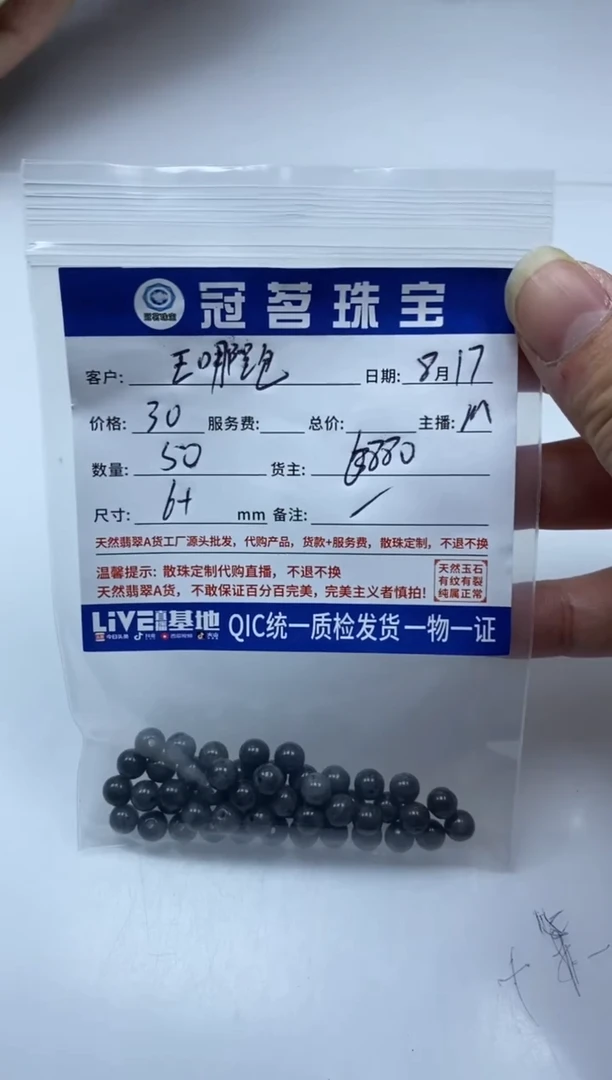 冠茗珠宝
客户: 日期: 8月17
价格: 30 服务费: 总价: 主播: M
数量: 50 货主:
尺寸: 6+ mm 备注: /
天然翡翠A货工厂源头批发，代购产品，货款+服务费，散珠定制，不退不换
温馨提示: 散珠定制代购直播，不退不换
天然翡翠A货，不敢保证百分百完美，完美主义者慎拍!
天然玉石
有纹有裂
纯属正常
LiVE直播基地 QIC统一质检发货 一物一证